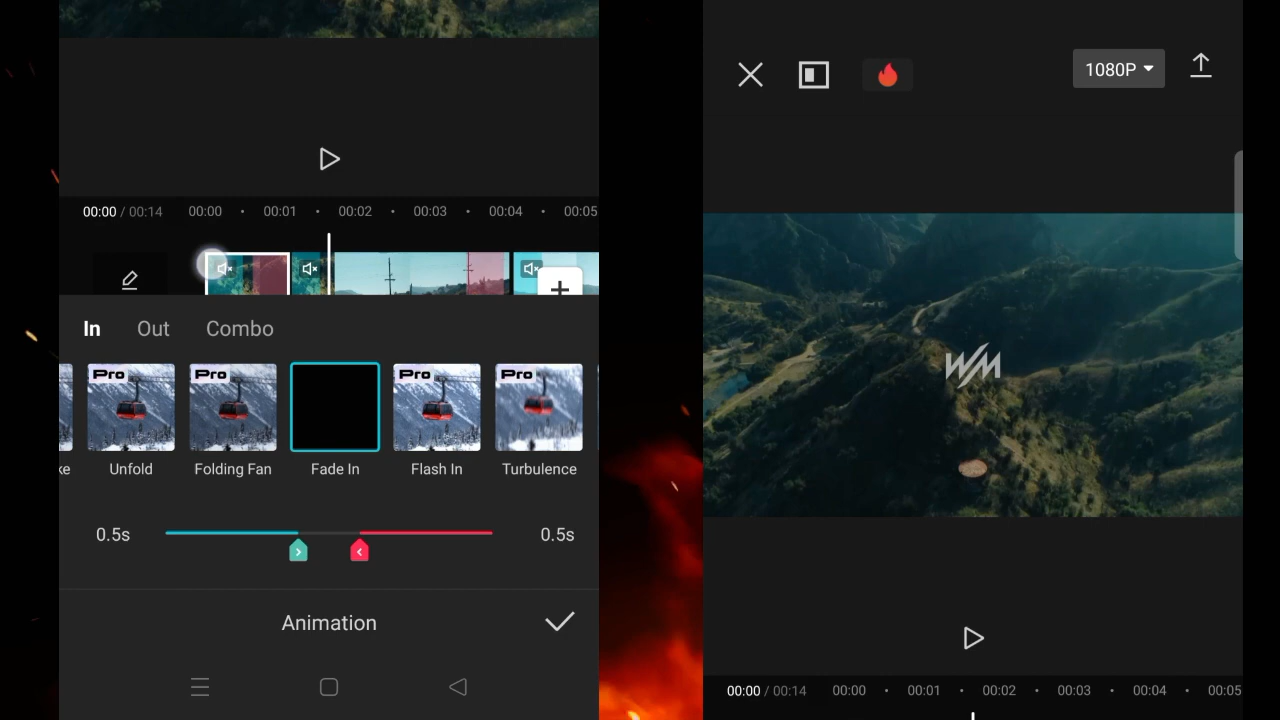 00:00 / 00:14
00:00
00:01
00:02
00:03
00:04
00:05
In
Out
Combo
Pro
Pro
Pro
Pro
ke
Unfold
Folding Fan
Fade In
Flash In
Turbulence
0.5s
0.5s
Animation
1080P
WM
00:00 / 00:14
00:00
00:01
00:02
00:03
00:04
00:05